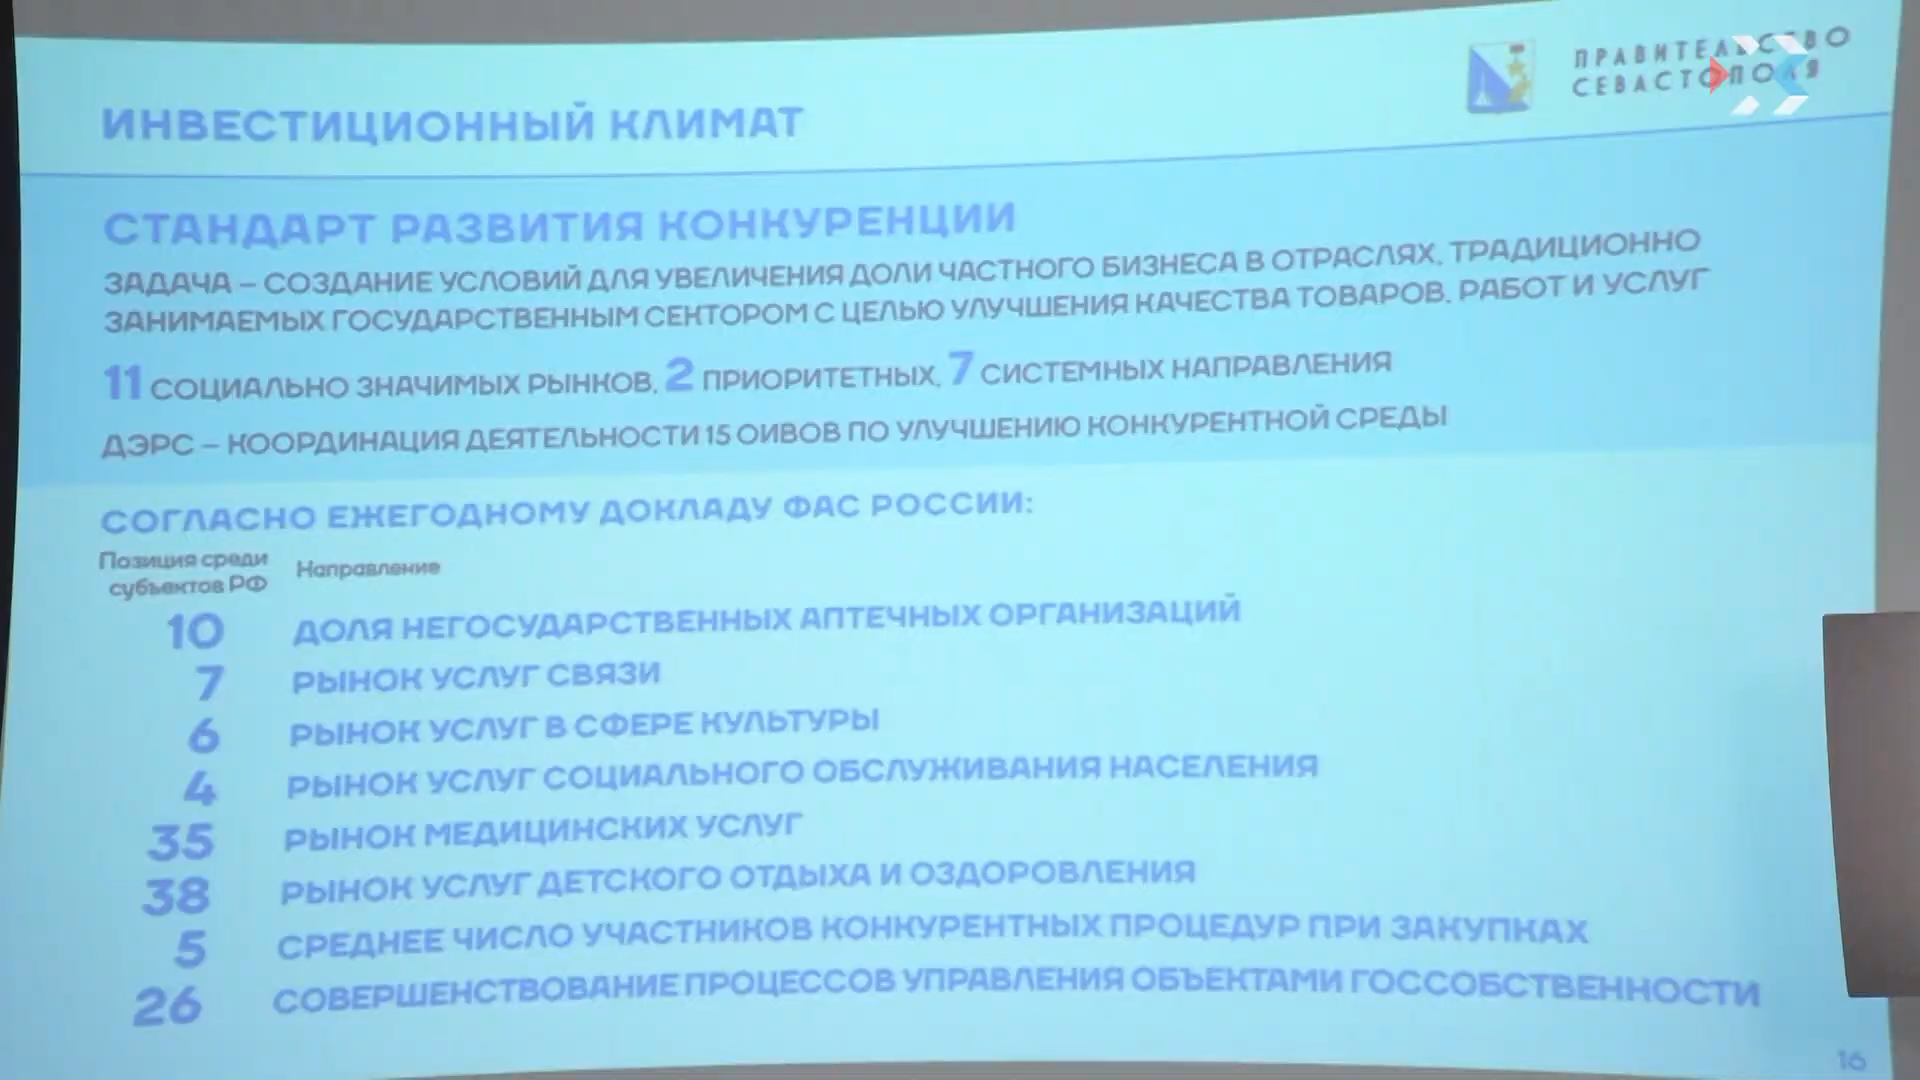 ПРАВИТЕЛЬСТВО
СЕВАСТОПОЛЯ
ИНВЕСТИЦИОННЫЙ КЛИМАТ
СТАНДАРТ РАЗВИТИЯ КОНКУРЕНЦИИ
ЗАДАЧА – СОЗДАНИЕ УСЛОВИЙ ДЛЯ УВЕЛИЧЕНИЯ ДОЛИ ЧАСТНОГО БИЗНЕСА В ОТРАСЛЯХ, ТРАДИЦИОННО
ЗАНИМАЕМЫХ ГОСУДАРСТВЕННЫМ СЕКТОРОМ С ЦЕЛЬЮ УЛУЧШЕНИЯ КАЧЕСТВА ТОВАРОВ, РАБОТ И УСЛУГ
11 СОЦИАЛЬНО ЗНАЧИМЫХ РЫНКОВ, 2 ПРИОРИТЕТНЫХ, 7 СИСТЕМНЫХ НАПРАВЛЕНИЯ
ДЭРС – КООРДИНАЦИЯ ДЕЯТЕЛЬНОСТИ 15 ОИВОВ ПО УЛУЧШЕНИЮ КОНКУРЕНТНОЙ СРЕДЫ
СОГЛАСНО ЕЖЕГОДНОМУ ДОКЛАДУ ФАС РОССИИ:
Позиция среди
субъектов РФ
Направление
10 ДОЛЯ НЕГОСУДАРСТВЕННЫХ АПТЕЧНЫХ ОРГАНИЗАЦИЙ
7 РЫНОК УСЛУГ СВЯЗИ
6 РЫНОК УСЛУГ В СФЕРЕ КУЛЬТУРЫ
4 РЫНОК УСЛУГ СОЦИАЛЬНОГО ОБСЛУЖИВАНИЯ НАСЕЛЕНИЯ
35 РЫНОК МЕДИЦИНСКИХ УСЛУГ
38 РЫНОК УСЛУГ ДЕТСКОГО ОТДЫХА И ОЗДОРОВЛЕНИЯ
5 СРЕДНЕЕ ЧИСЛО УЧАСТНИКОВ КОНКУРЕНТНЫХ ПРОЦЕДУР ПРИ ЗАКУПКАХ
26 СОВЕРШЕНСТВОВАНИЕ ПРОЦЕССОВ УПРАВЛЕНИЯ ОБЪЕКТАМИ ГОССОБСТВЕННОСТИ
16